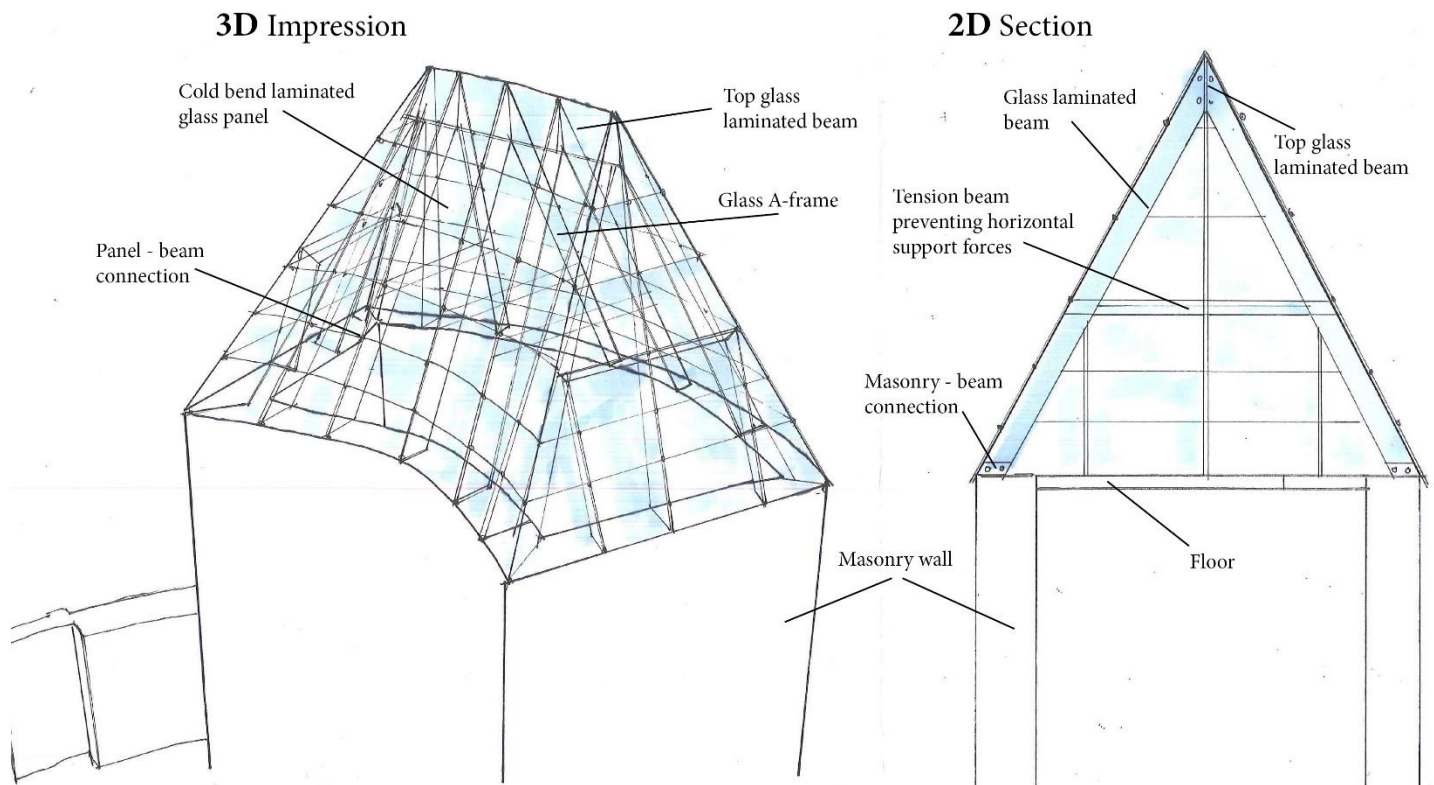 3D Impression
Cold bend laminated
glass panel
Top glass
laminated beam
Glass A-frame
Panel - beam
connection
2D Section
Glass laminated
beam
Top glass
laminated beam
Tension beam
preventing horizontal
support forces
Masonry - beam
connection
Masonry wall
Floor